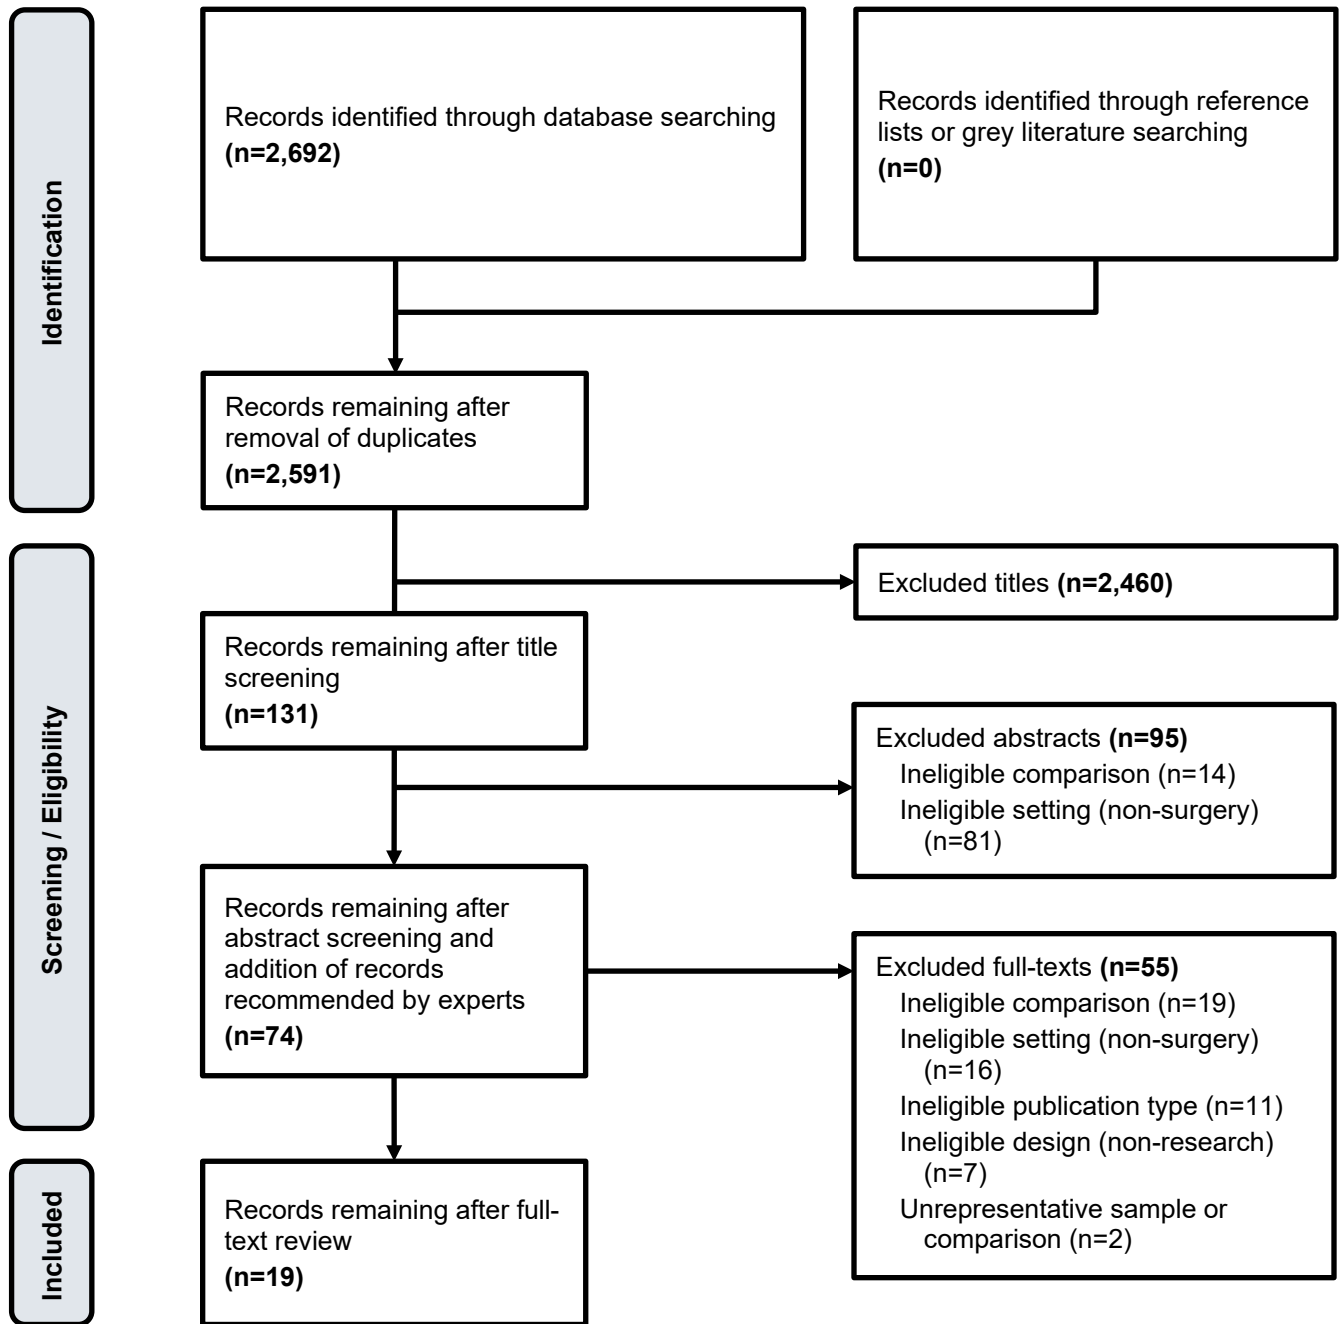 Identification
Records identified through database searching
(n=2,692)
Records identified through reference
lists or grey literature searching
(n=0)
Records remaining after
removal of duplicates
(n=2,591)
Screening / Eligibility
Excluded titles (n=2,460)
Records remaining after title
screening
(n=131)
Excluded abstracts (n=95)
Ineligible comparison (n=14)
Ineligible setting (non-surgery)
(n=81)
Records remaining after
abstract screening and
addition of records
recommended by experts
(n=74)
Excluded full-texts (n=55)
Ineligible comparison (n=19)
Ineligible setting (non-surgery)
(n=16)
Ineligible publication type (n=11)
Ineligible design (non-research)
(n=7)
Unrepresentative sample or
comparison (n=2)
Included
Records remaining after full-
text review
(n=19)